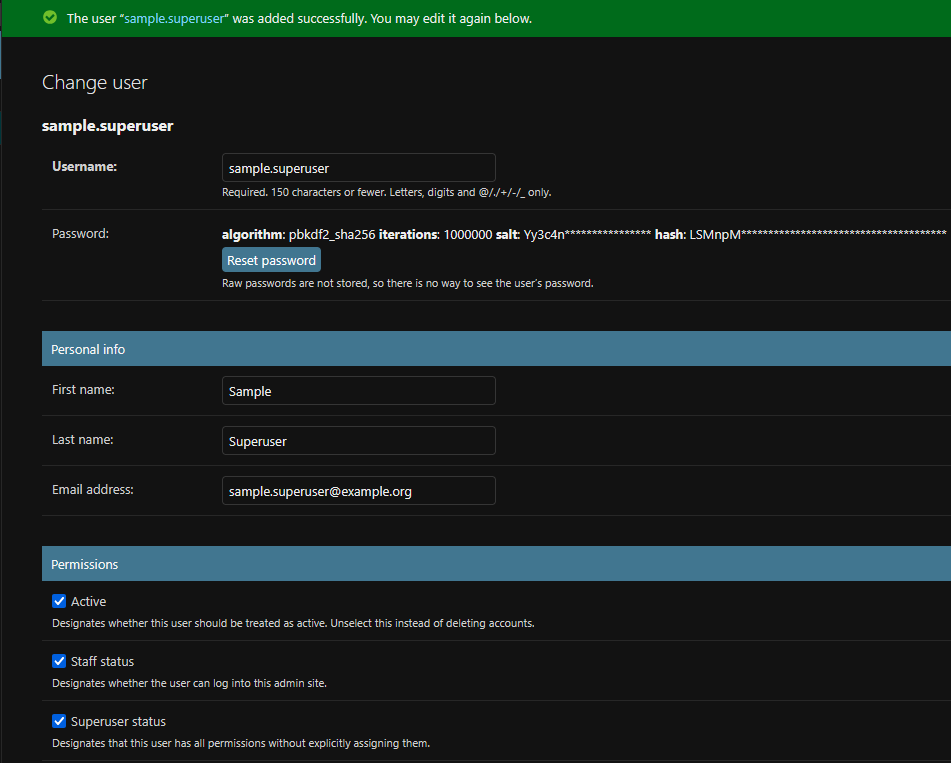 The user “sample.superuser” was added successfully. You may edit it again below.
Change user
sample.superuser
Username:
sample.superuser
Required. 150 characters or fewer. Letters, digits and @/./+/-/_ only.
Password:
algorithm: pbkdf2_sha256 iterations: 1000000 salt: Yy3c4n**************** hash: LSMnpM**************************************
Reset password
Raw passwords are not stored, so there is no way to see the user's password.
Personal info
First name:
Sample
Last name:
Superuser
Email address:
sample.superuser@example.org
Permissions
Active
Designates whether this user should be treated as active. Unselect this instead of deleting accounts.
Staff status
Designates whether the user can log into this admin site.
Superuser status
Designates that this user has all permissions without explicitly assigning them.